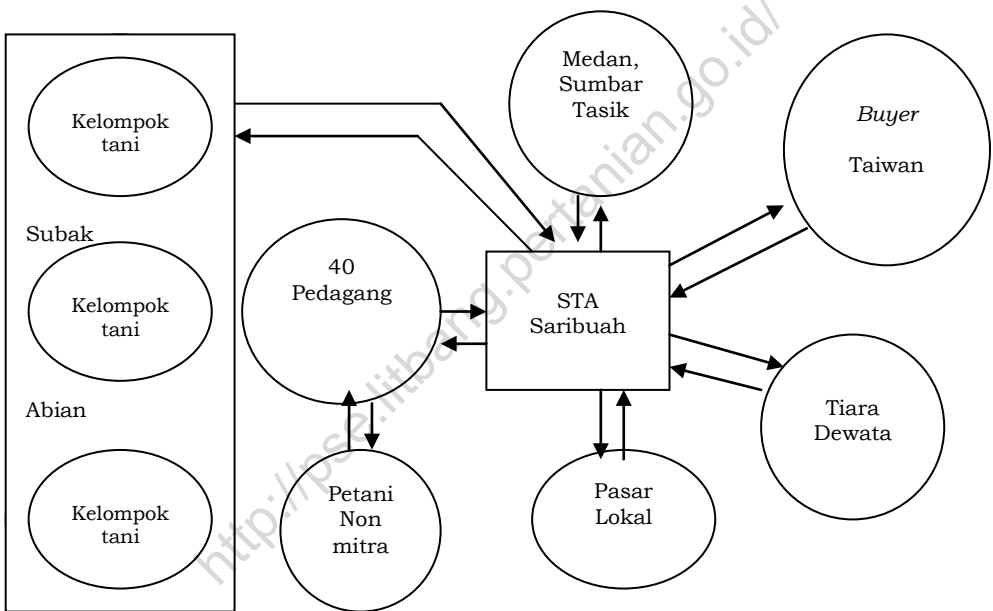 Kelompok
tani
Subak
Kelompok
tani
Abian
Kelompok
tani
40
Pedagang
Petani
Non
mitra
Medan,
Sumbar
Tasik
STA
Saribuah
Pasar
Lokal
Buyer
Taiwan
Tiara
Dewata
http://pse.litbang.pertanian.go.id/